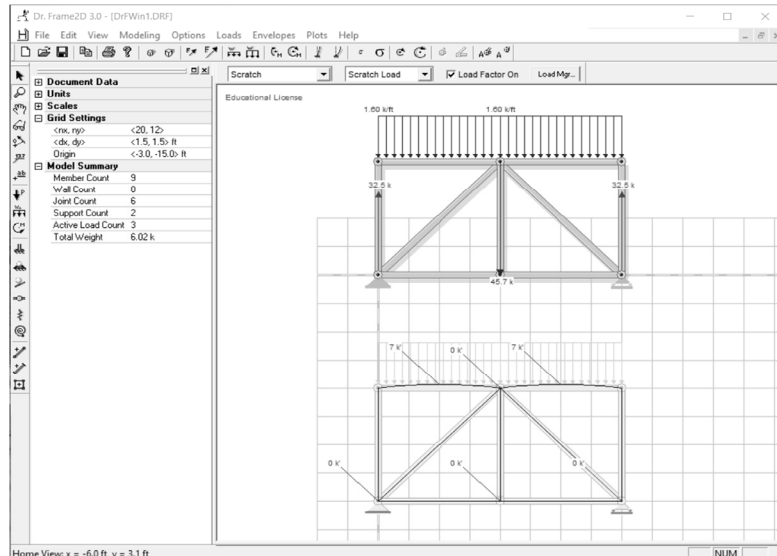 Dr. Frame2D 3.0 - [DrFWin1.DRF]
File Edit View Modeling Options Loads Envelopes Plots Help
Document Data
Units
Scales
Grid Settings
<nx, ny> <20, 12>
<dx, dy> <1.5, 1.5> ft
Origin <-3.0, -15.0> ft
Model Summary
Member Count 9
Wall Count 0
Joint Count 6
Support Count 2
Active Load Count 3
Total Weight 6.02 k
Scratch Scratch Load Load Factor On Load Mgr...
Educational License
1.60 k/ft 1.60 k/ft
32.5 k 32.5 k
45.7 k
7 k' 0 k' 7 k'
0 k' 0 k' 0 k'
Home View: x = -6.0 ft, y = 3.1 ft NUM